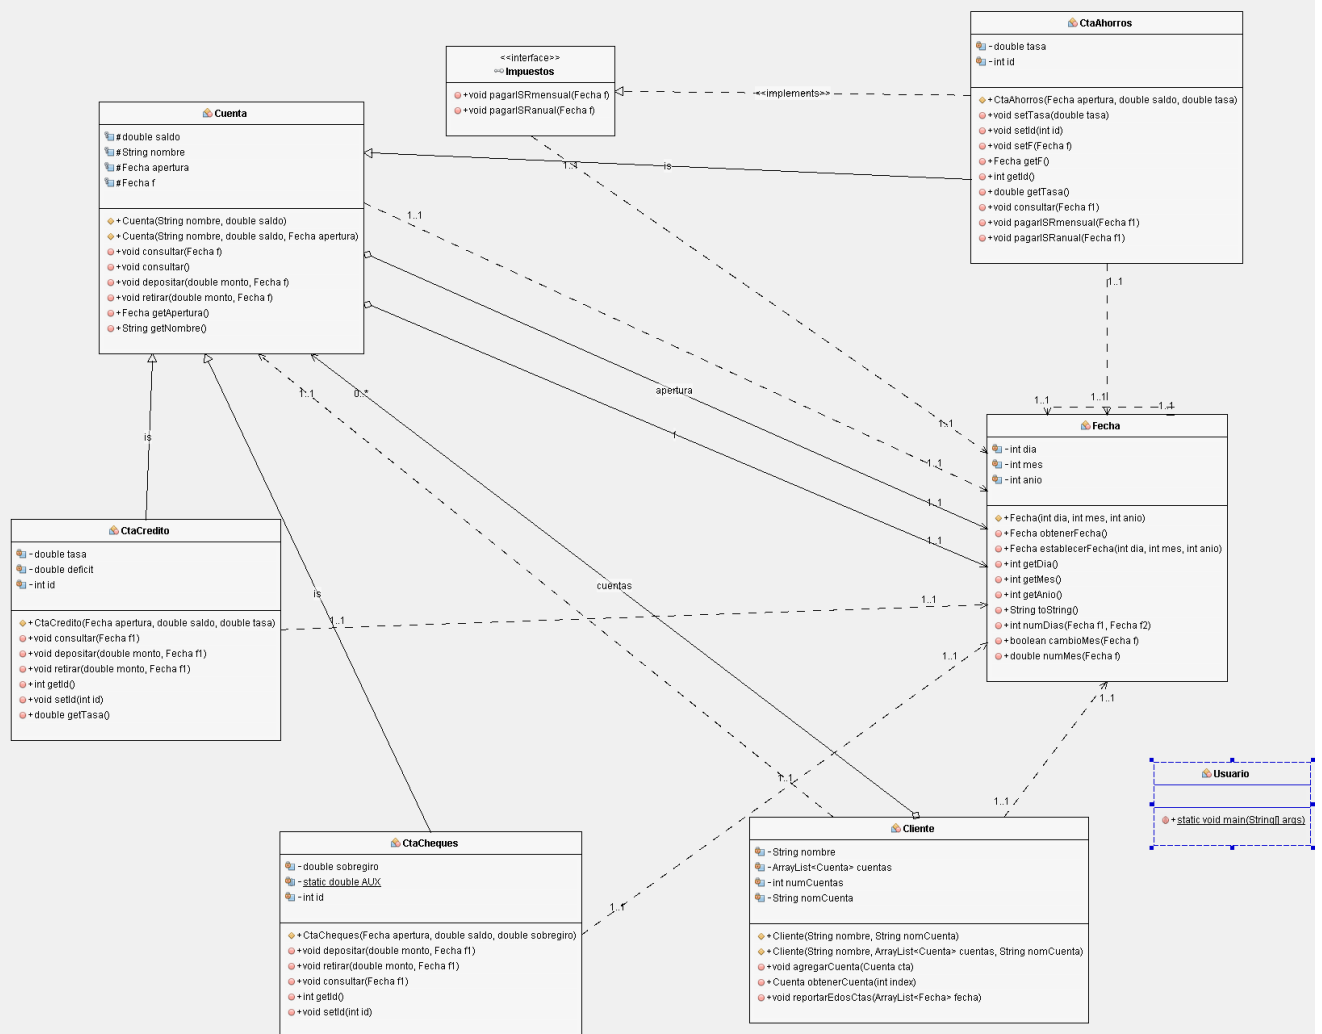 CtaAhorros
- double tasa
- int id
+ CtaAhorros(Fecha apertura, double saldo, double tasa)
+void setTasa(double tasa)
+void setId(int id)
+void setF(Fecha f)
+Fecha getF()
+int getId()
+double getTasa()
+void consultar(Fecha f1)
+void pagarISRmensual(Fecha f1)
+void pagarISRanual(Fecha f1)
<<interface>>
Impuestos
+void pagarISRmensual(Fecha f)
+void pagarISRanual(Fecha f)
<<implements>>
Cuenta
# double saldo
# String nombre
# Fecha apertura
# Fecha f
+ Cuenta(String nombre, double saldo)
+ Cuenta(String nombre, double saldo, Fecha apertura)
+void consultar(Fecha f)
+void consultar()
+void depositar(double monto, Fecha f)
+void retirar(double monto, Fecha f)
+Fecha getApertura()
+String getNombre()
1..1
is
1..1
1..1
1..1
0..*
apertura
f
1..1
1..1
1..1
1..1
1..1
1..1
1..1
Fecha
- int dia
- int mes
- int anio
+ Fecha(int dia, int mes, int anio)
+Fecha obtenerFecha()
+Fecha establecerFecha(int dia, int mes, int anio)
+int getDia()
+int getMes()
+int getAnio()
+String toString()
+int numDias(Fecha f1, Fecha f2)
+boolean cambioMes(Fecha f)
+double numMes(Fecha f)
is
CtaCredito
- double tasa
- double deficit
- int id
+ CtaCredito(Fecha apertura, double saldo, double tasa)
+void consultar(Fecha f1)
+void depositar(double monto, Fecha f1)
+void retirar(double monto, Fecha f1)
+int getId()
+void setId(int id)
+double getTasa()
is
cuentas
1..1
1..1
1..1
1..1
1..1
1..1
1..1
Usuario
+static void main(String[] args)
CtaCheques
- double sobregiro
- static double AUX
- int id
+ CtaCheques(Fecha apertura, double saldo, double sobregiro)
+void depositar(double monto, Fecha f1)
+void retirar(double monto, Fecha f1)
+void consultar(Fecha f1)
+int getId()
+void setId(int id)
Cliente
- String nombre
- ArrayList<Cuenta> cuentas
- int numCuentas
- String nomCuenta
+ Cliente(String nombre, String nomCuenta)
+ Cliente(String nombre, ArrayList<Cuenta> cuentas, String nomCuenta)
+void agregarCuenta(Cuenta cta)
+Cuenta obtenerCuenta(int index)
+void reportarEdosCtas(ArrayList<Fecha> fecha)